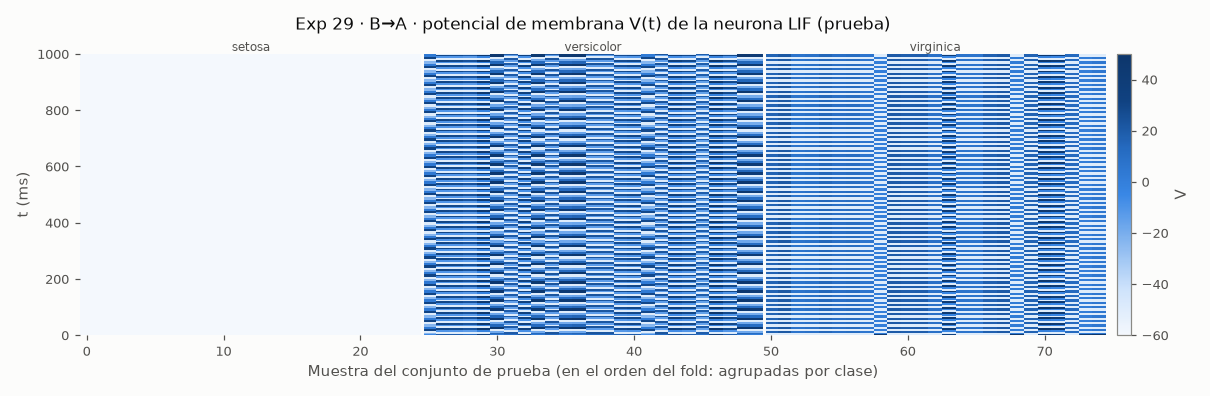 Exp 29 · B→A · potencial de membrana V(t) de la neurona LIF (prueba)
setosa versicolor virginica
1000
800
600
400
200
0
t (ms)
0 10 20 30 40 50 60 70
Muestra del conjunto de prueba (en el orden del fold: agrupadas por clase)
40
20
0
−20
−40
−60
V